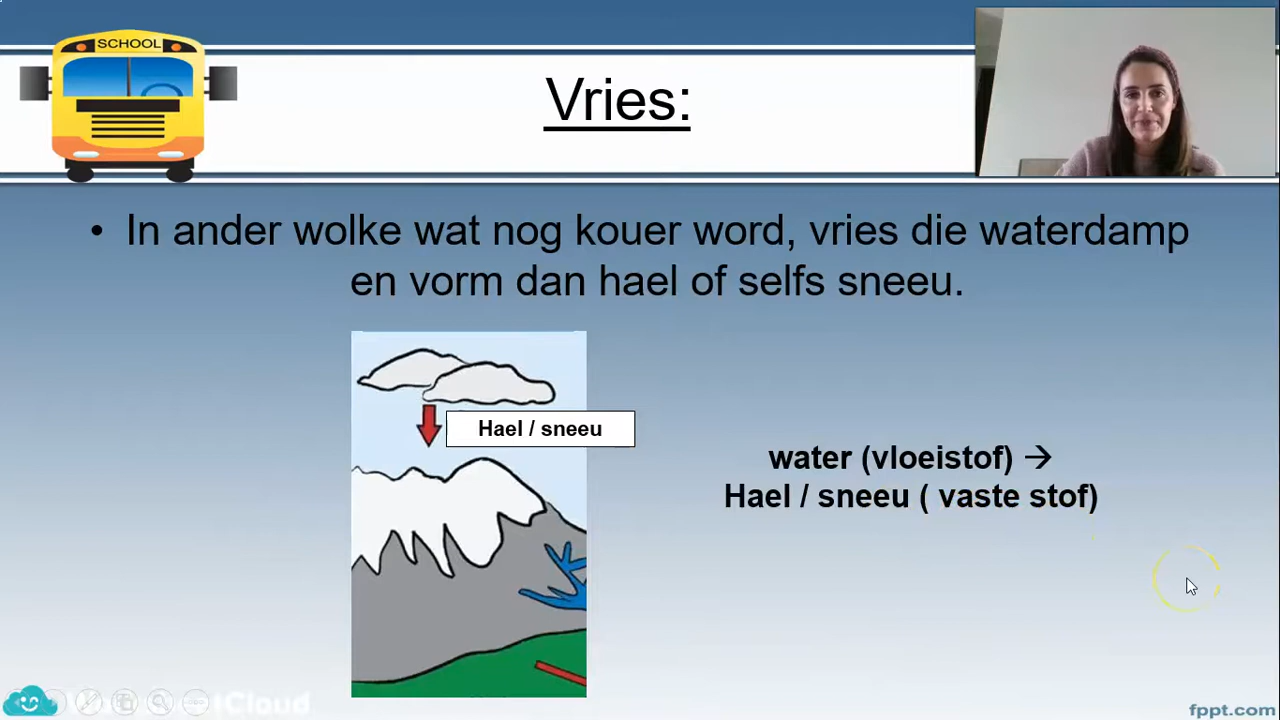 SCHOOL
Vries:
• In ander wolke wat nog kouer word, vries die waterdamp
en vorm dan hael of selfs sneeu.
Hael / sneeu
water (vloeistof) →
Hael / sneeu ( vaste stof)
fppt.com